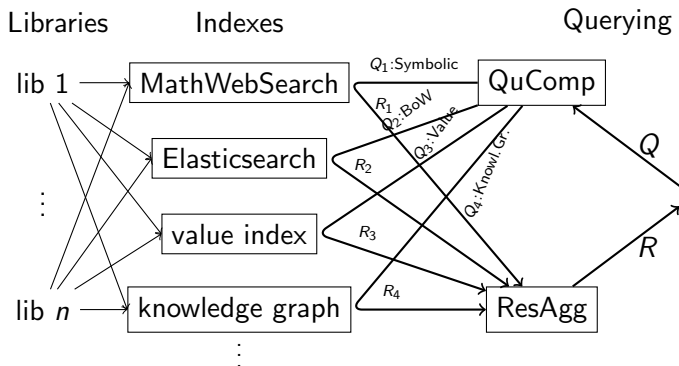 Libraries Indexes Querying
lib 1 MathWebSearch Q₁:Symbolic QuComp
R₁
Q₂:BoW
Q₃:Value
Elasticsearch R₂ Q
Q₄:Knowl.Gr.
⋮
value index R₃ R
lib n knowledge graph R₄ ResAgg
⋮